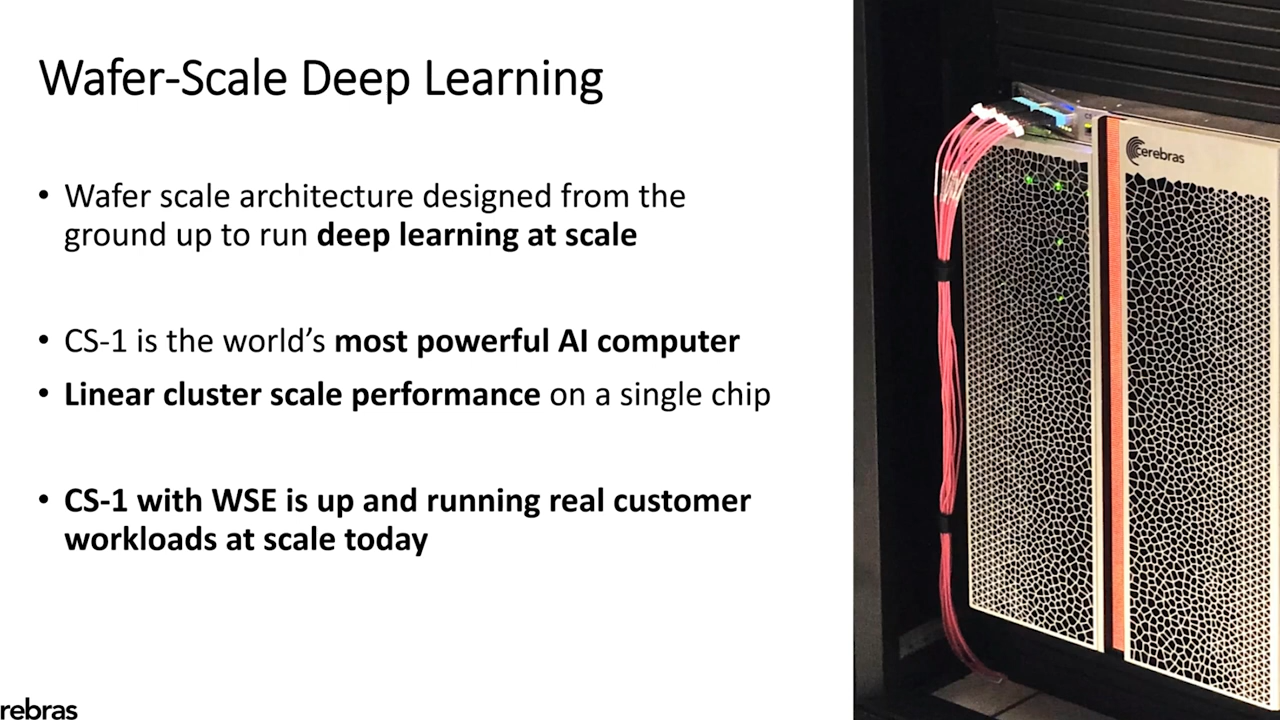 Wafer-Scale Deep Learning
• Wafer scale architecture designed from the
ground up to run deep learning at scale
• CS-1 is the world’s most powerful AI computer
• Linear cluster scale performance on a single chip
• CS-1 with WSE is up and running real customer
workloads at scale today
rebras
cerebras